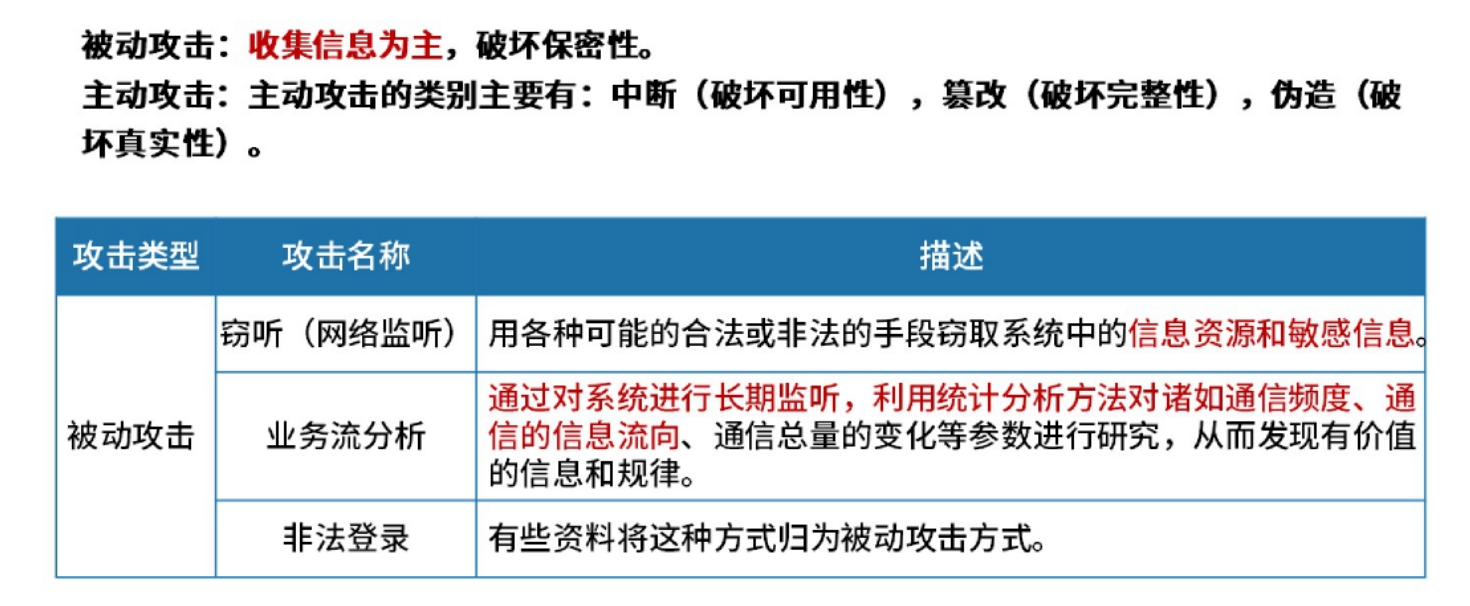 被动攻击：收集信息为主，破坏保密性。
主动攻击：主动攻击的类别主要有：中断（破坏可用性），篡改（破坏完整性），伪造（破
坏真实性）。
攻击类型 攻击名称 描述
被动攻击
窃听（网络监听） 用各种可能的合法或非法的手段窃取系统中的信息资源和敏感信息。
业务流分析
通过对系统进行长期监听，利用统计分析方法对诸如通信频度、通
信的信息流向、通信总量的变化等参数进行研究，从而发现有价值
的信息和规律。
非法登录 有些资料将这种方式归为被动攻击方式。